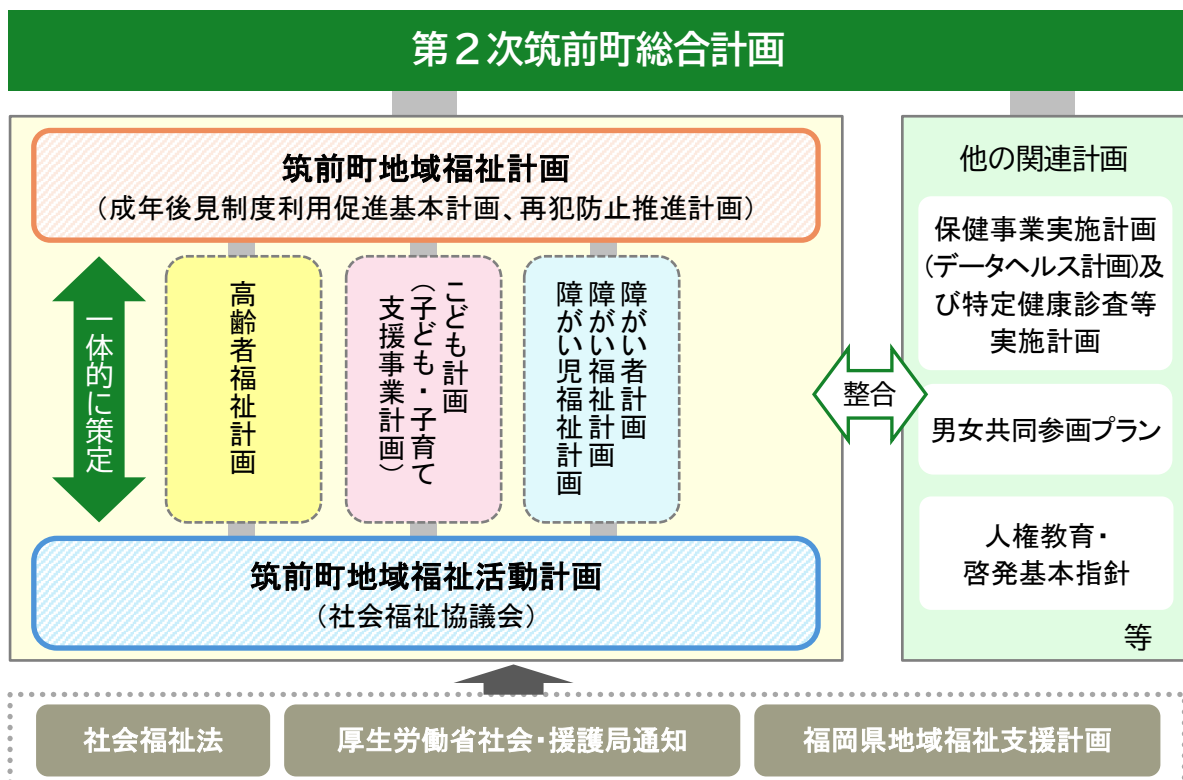 第2次筑前町総合計画
筑前町地域福祉計画
（成年後見制度利用促進基本計画、再犯防止推進計画）
一体的に策定
高齢者福祉計画
こども計画
（子ども・子育て
支援事業計画）
障がい者計画
障がい福祉計画
障がい児福祉計画
筑前町地域福祉活動計画
（社会福祉協議会）
整合
他の関連計画
保健事業実施計画
(データヘルス計画)及
び特定健康診査等
実施計画
男女共同参画プラン
人権教育・
啓発基本指針
等
社会福祉法
厚生労働省社会・援護局通知
福岡県地域福祉支援計画